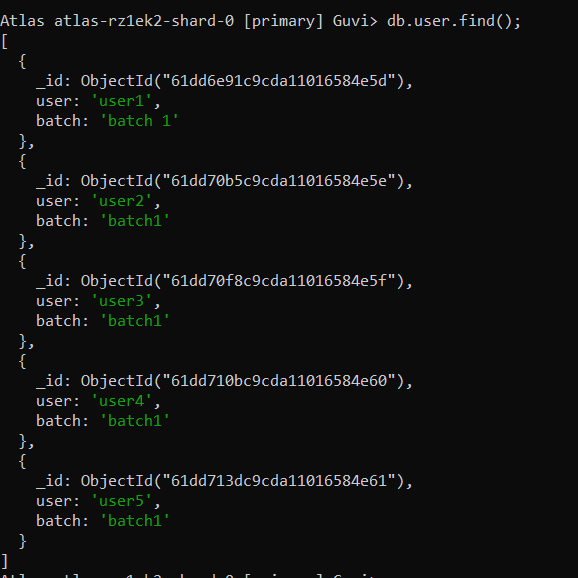 Atlas atlas-rz1ek2-shard-0 [primary] Guvi> db.user.find();
[
  {
    _id: ObjectId("61dd6e91c9cda11016584e5d"),
    user: 'user1',
    batch: 'batch 1'
  },
  {
    _id: ObjectId("61dd70b5c9cda11016584e5e"),
    user: 'user2',
    batch: 'batch1'
  },
  {
    _id: ObjectId("61dd70f8c9cda11016584e5f"),
    user: 'user3',
    batch: 'batch1'
  },
  {
    _id: ObjectId("61dd710bc9cda11016584e60"),
    user: 'user4',
    batch: 'batch1'
  },
  {
    _id: ObjectId("61dd713dc9cda11016584e61"),
    user: 'user5',
    batch: 'batch1'
  }
]